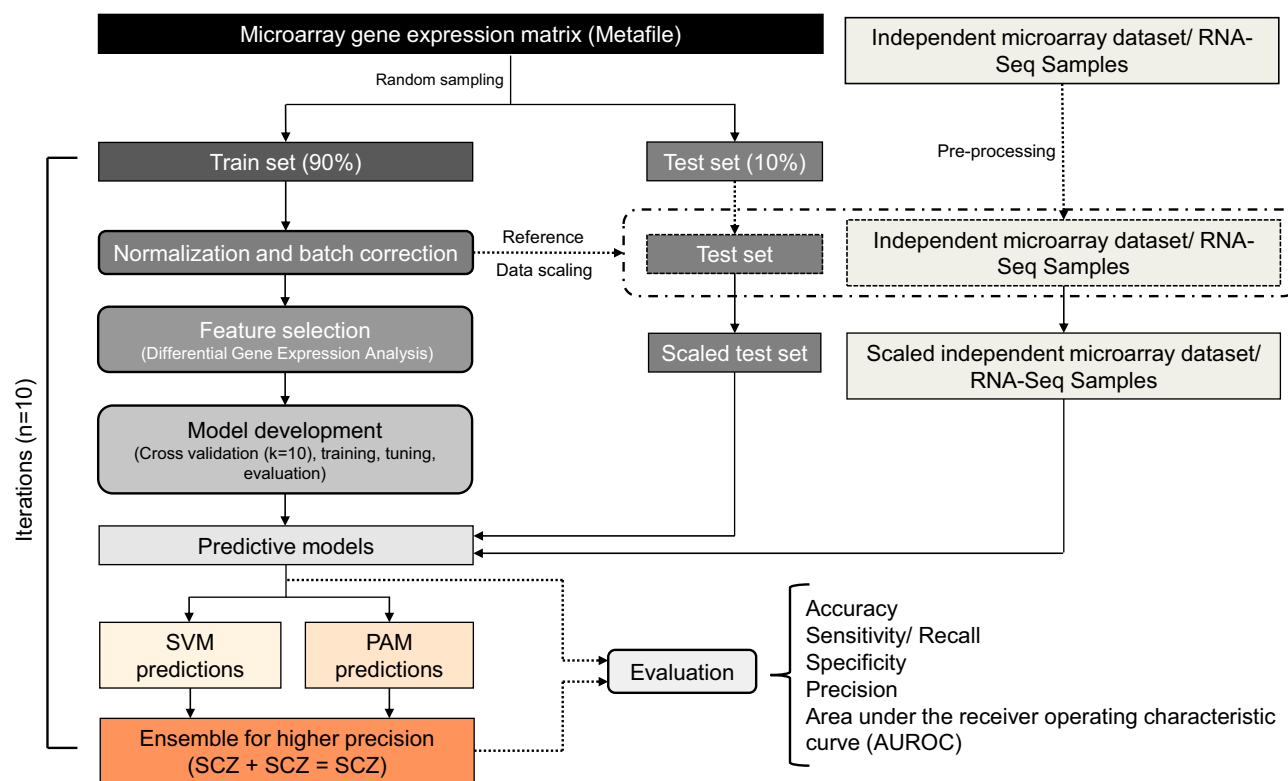 Microarray gene expression matrix (Metafile)
Independent microarray dataset/ RNA-
Seq Samples
Random sampling
Train set (90%)
Test set (10%)
Pre-processing
Normalization and batch correction
Reference
Data scaling
Test set
Independent microarray dataset/ RNA-
Seq Samples
Feature selection
(Differential Gene Expression Analysis)
Scaled test set
Scaled independent microarray dataset/
RNA-Seq Samples
Iterations (n=10)
Model development
(Cross validation (k=10), training, tuning,
evaluation)
Predictive models
SVM
predictions
PAM
predictions
Ensemble for higher precision
(SCZ + SCZ = SCZ)
Evaluation
Accuracy
Sensitivity/ Recall
Specificity
Precision
Area under the receiver operating characteristic
curve (AUROC)